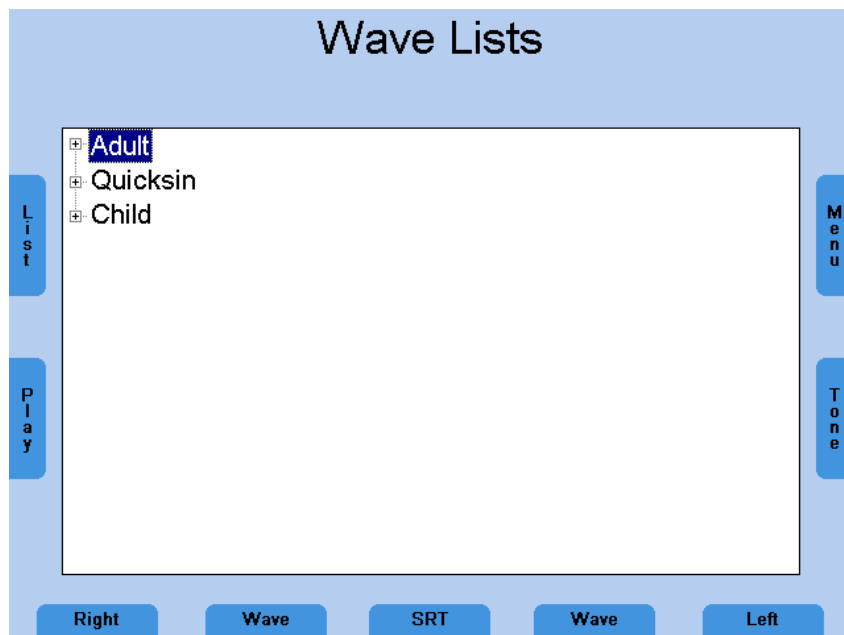 Wave Lists
Adult
Quicksin
Child
List
Menu
Play
Tone
Right
Wave
SRT
Wave
Left